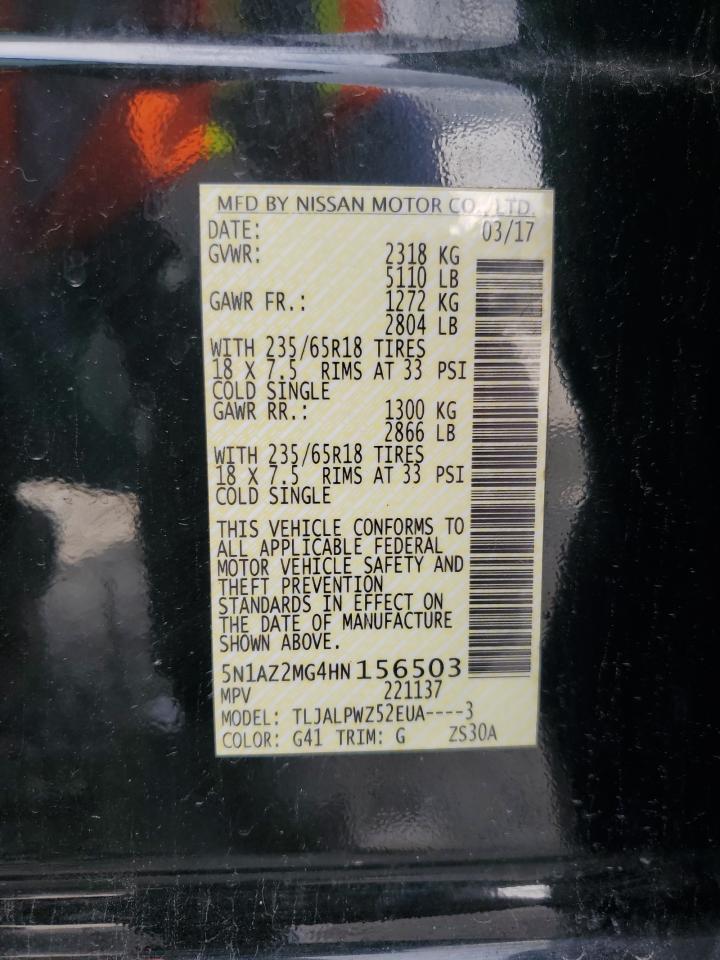 MFD BY NISSAN MOTOR CO., LTD.
DATE: 03/17
GVWR: 2318 KG
5110 LB
GAWR FR.: 1272 KG
2804 LB
WITH 235/65R18 TIRES
18 X 7.5 RIMS AT 33 PSI
COLD SINGLE
GAWR RR.: 1300 KG
2866 LB
WITH 235/65R18 TIRES
18 X 7.5 RIMS AT 33 PSI
COLD SINGLE
THIS VEHICLE CONFORMS TO
ALL APPLICABLE FEDERAL
MOTOR VEHICLE SAFETY AND
THEFT PREVENTION
STANDARDS IN EFFECT ON
THE DATE OF MANUFACTURE
SHOWN ABOVE.
5N1AZ2MG4HN156503
MPV 221137
MODEL: TLJALPWZ52EUA----3
COLOR: G41 TRIM: G ZS30A